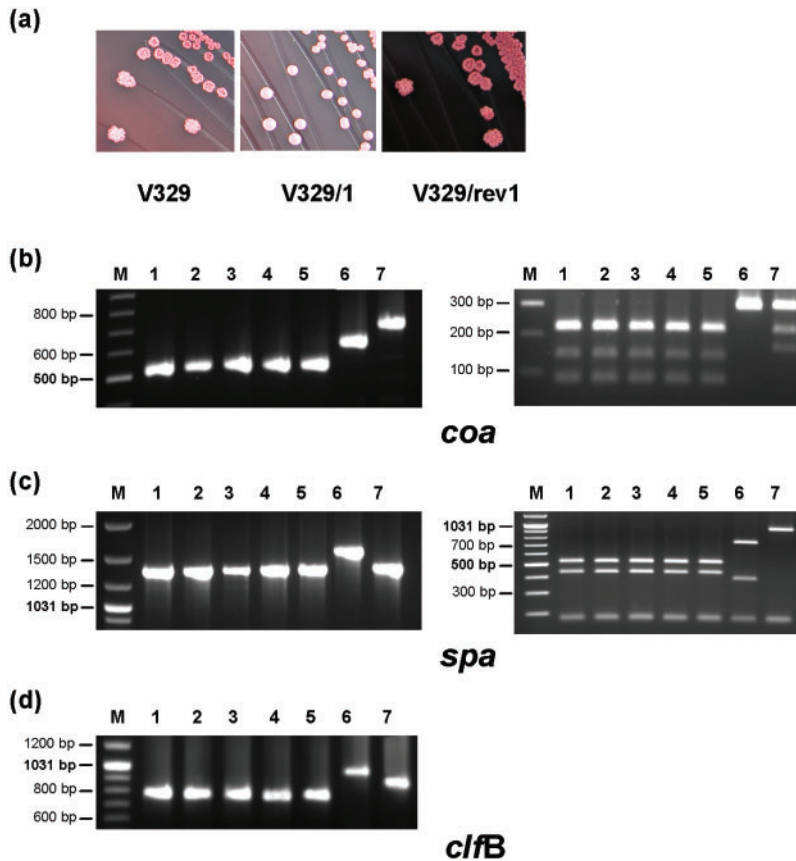 (a)
V329 V329/1 V329/rev1
(b)
M 1 2 3 4 5 6 7
800 bp
600 bp
500 bp
M 1 2 3 4 5 6 7
300 bp
200 bp
100 bp
coa
(c)
M 1 2 3 4 5 6 7
2000 bp
1500 bp
1200 bp
1031 bp
M 1 2 3 4 5 6 7
1031 bp
700 bp
500 bp
300 bp
spa
(d)
M 1 2 3 4 5 6 7
1200 bp
1031 bp
800 bp
600 bp
clfB